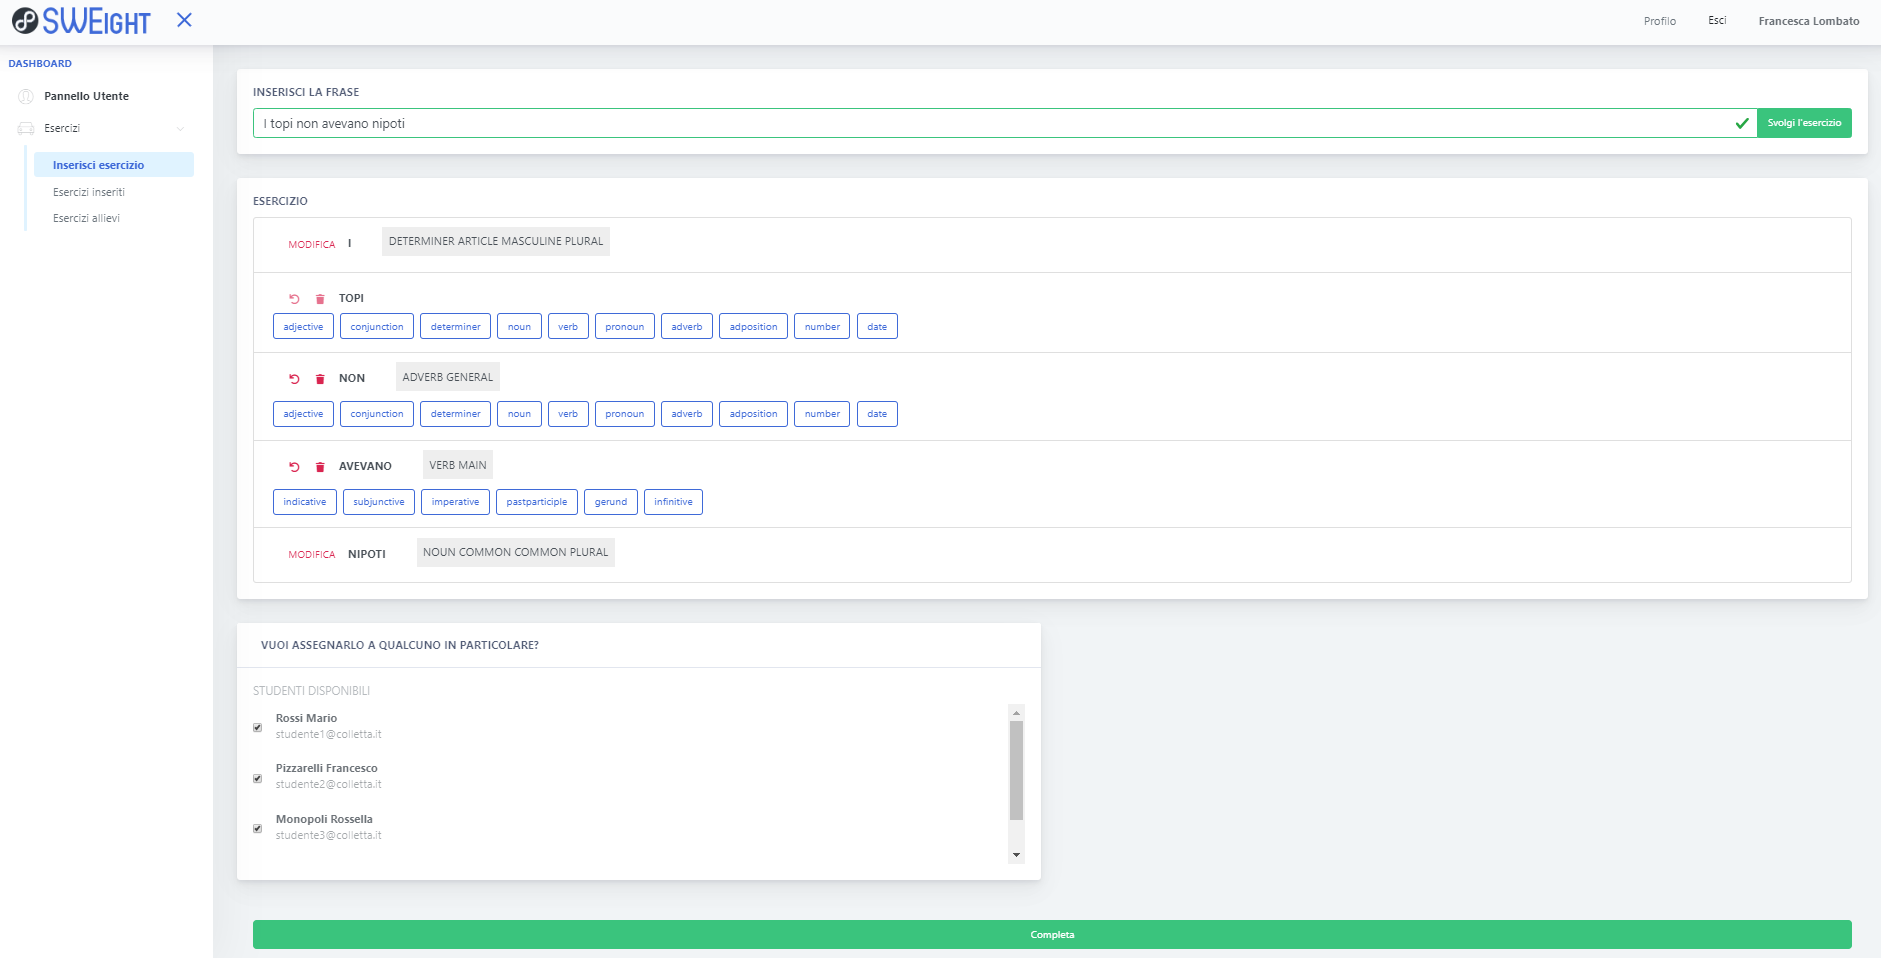 SWEIGHT
Profilo Esci Francesca Lombato
DASHBOARD
Pannello Utente
Esercizi
Inserisci esercizio
Esercizi inseriti
Esercizi allievi
INSERISCI LA FRASE
I topi non avevano nipoti Svolgi l'esercizio
ESERCIZIO
MODIFICA I DETERMINER ARTICLE MASCULINE PLURAL
TOPI
adjective conjunction determiner noun verb pronoun adverb adposition number date
NON ADVERB GENERAL
adjective conjunction determiner noun verb pronoun adverb adposition number date
AVEVANO VERB MAIN
indicative subjunctive imperative pastparticiple gerund infinitive
MODIFICA NIPOTI NOUN COMMON COMMON PLURAL
VUOI ASSEGNARLO A QUALCUNO IN PARTICOLARE?
STUDENTI DISPONIBILI
Rossi Mario
studente1@colletta.it
Pizzarelli Francesco
studente2@colletta.it
Monopoli Rossella
studente3@colletta.it
Completa